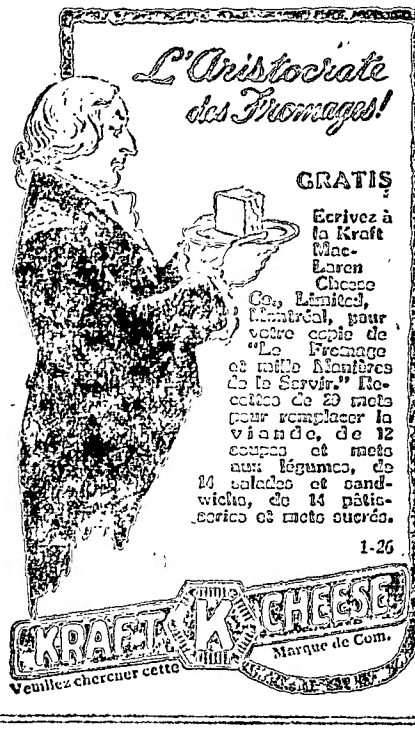 L'Aristocrate
des Fromages!
GRATIS
Ecrivez à
la Kraft
Mac-
Laren
Cheese
Co., Limited,
Montréal, pour
votre copie de
"Le Fromage
et mille Manières
de le Servir." Re-
cettes de 29 mets
pour remplacer la
viande, de 12
soupes et mets
aux légumes, de
14 salades et sand-
wichs, de 14 pâtis-
series et mets sucrés.
1-26
KRAFT K CHEESE
Veuillez chercher cette Marque de Com.